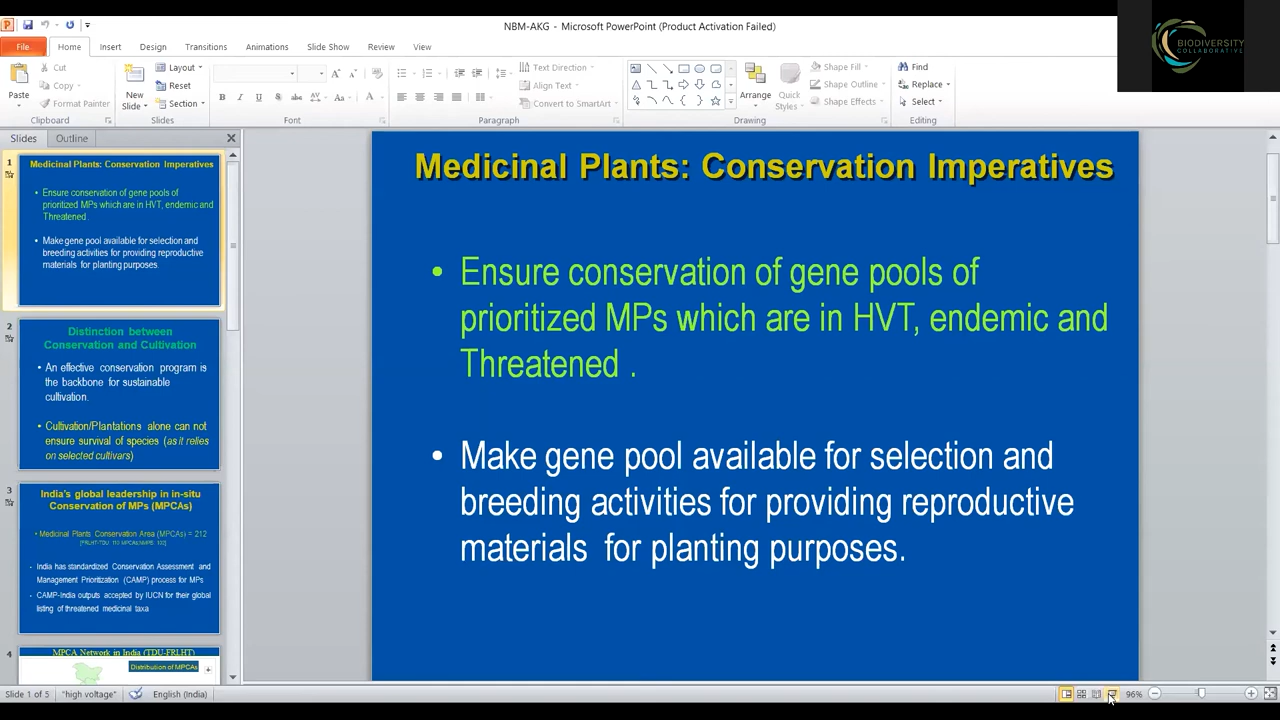 NBM-AKG - Microsoft PowerPoint (Product Activation Failed)
BIODIVERSITY
COLLABORATIVE
File Home Insert Design Transitions Animations Slide Show Review View
Cut
Copy
Format Painter
Paste
Clipboard
New
Slide
Layout
Reset
Section
Slides
Font
Text Direction
Align Text
Convert to SmartArt
Paragraph
Arrange
Quick
Styles
Shape Fill
Shape Outline
Shape Effects
Drawing
Find
Replace
Select
Editing
Slides Outline
1
Medicinal Plants: Conservation Imperatives
• Ensure conservation of gene pools of
prioritized MPs which are in HVT, endemic and
Threatened .
• Make gene pool available for selection and
breeding activities for providing reproductive
materials for planting purposes.
2
Distinction between
Conservation and Cultivation
• An effective conservation program is
the backbone for sustainable
cultivation.
• Cultivation/Plantations alone can not
ensure survival of species (as it relies
on selected cultivars)
3
India's global leadership in in-situ
Conservation of MPs (MPCAs)
• Medicinal Plants Conservation Area (MPCAs) = 212
• India has standardized Conservation Assessment and
Management Prioritization (CAMP) process for MPs
• CAMP-India outputs accepted by IUCN for their global
listing of threatened medicinal taxa
4
MPCA Network in India (TDU-FRLHT)
Distribution of MPCAs
Medicinal Plants: Conservation Imperatives
• Ensure conservation of gene pools of
prioritized MPs which are in HVT, endemic and
Threatened .
• Make gene pool available for selection and
breeding activities for providing reproductive
materials for planting purposes.
Slide 1 of 5 "high voltage" English (India) 96%